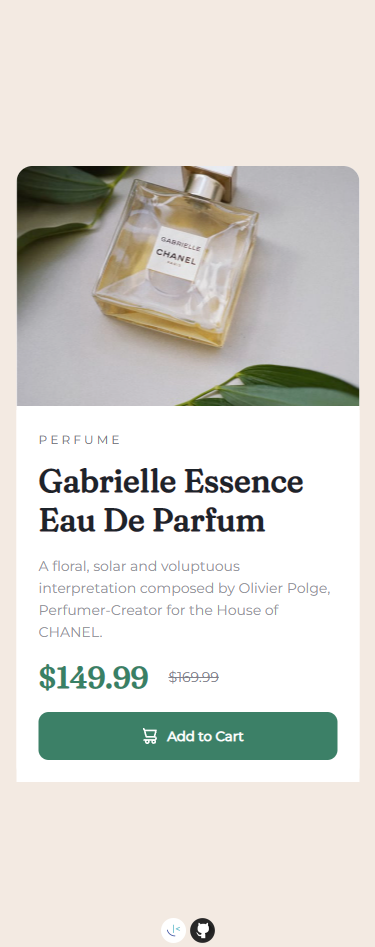 GABRIELLE
CHANEL
PARIS
PERFUME
Gabrielle Essence
Eau De Parfum
A floral, solar and voluptuous
interpretation composed by Olivier Polge,
Perfumer-Creator for the House of
CHANEL.
$149.99 $169.99
Add to Cart